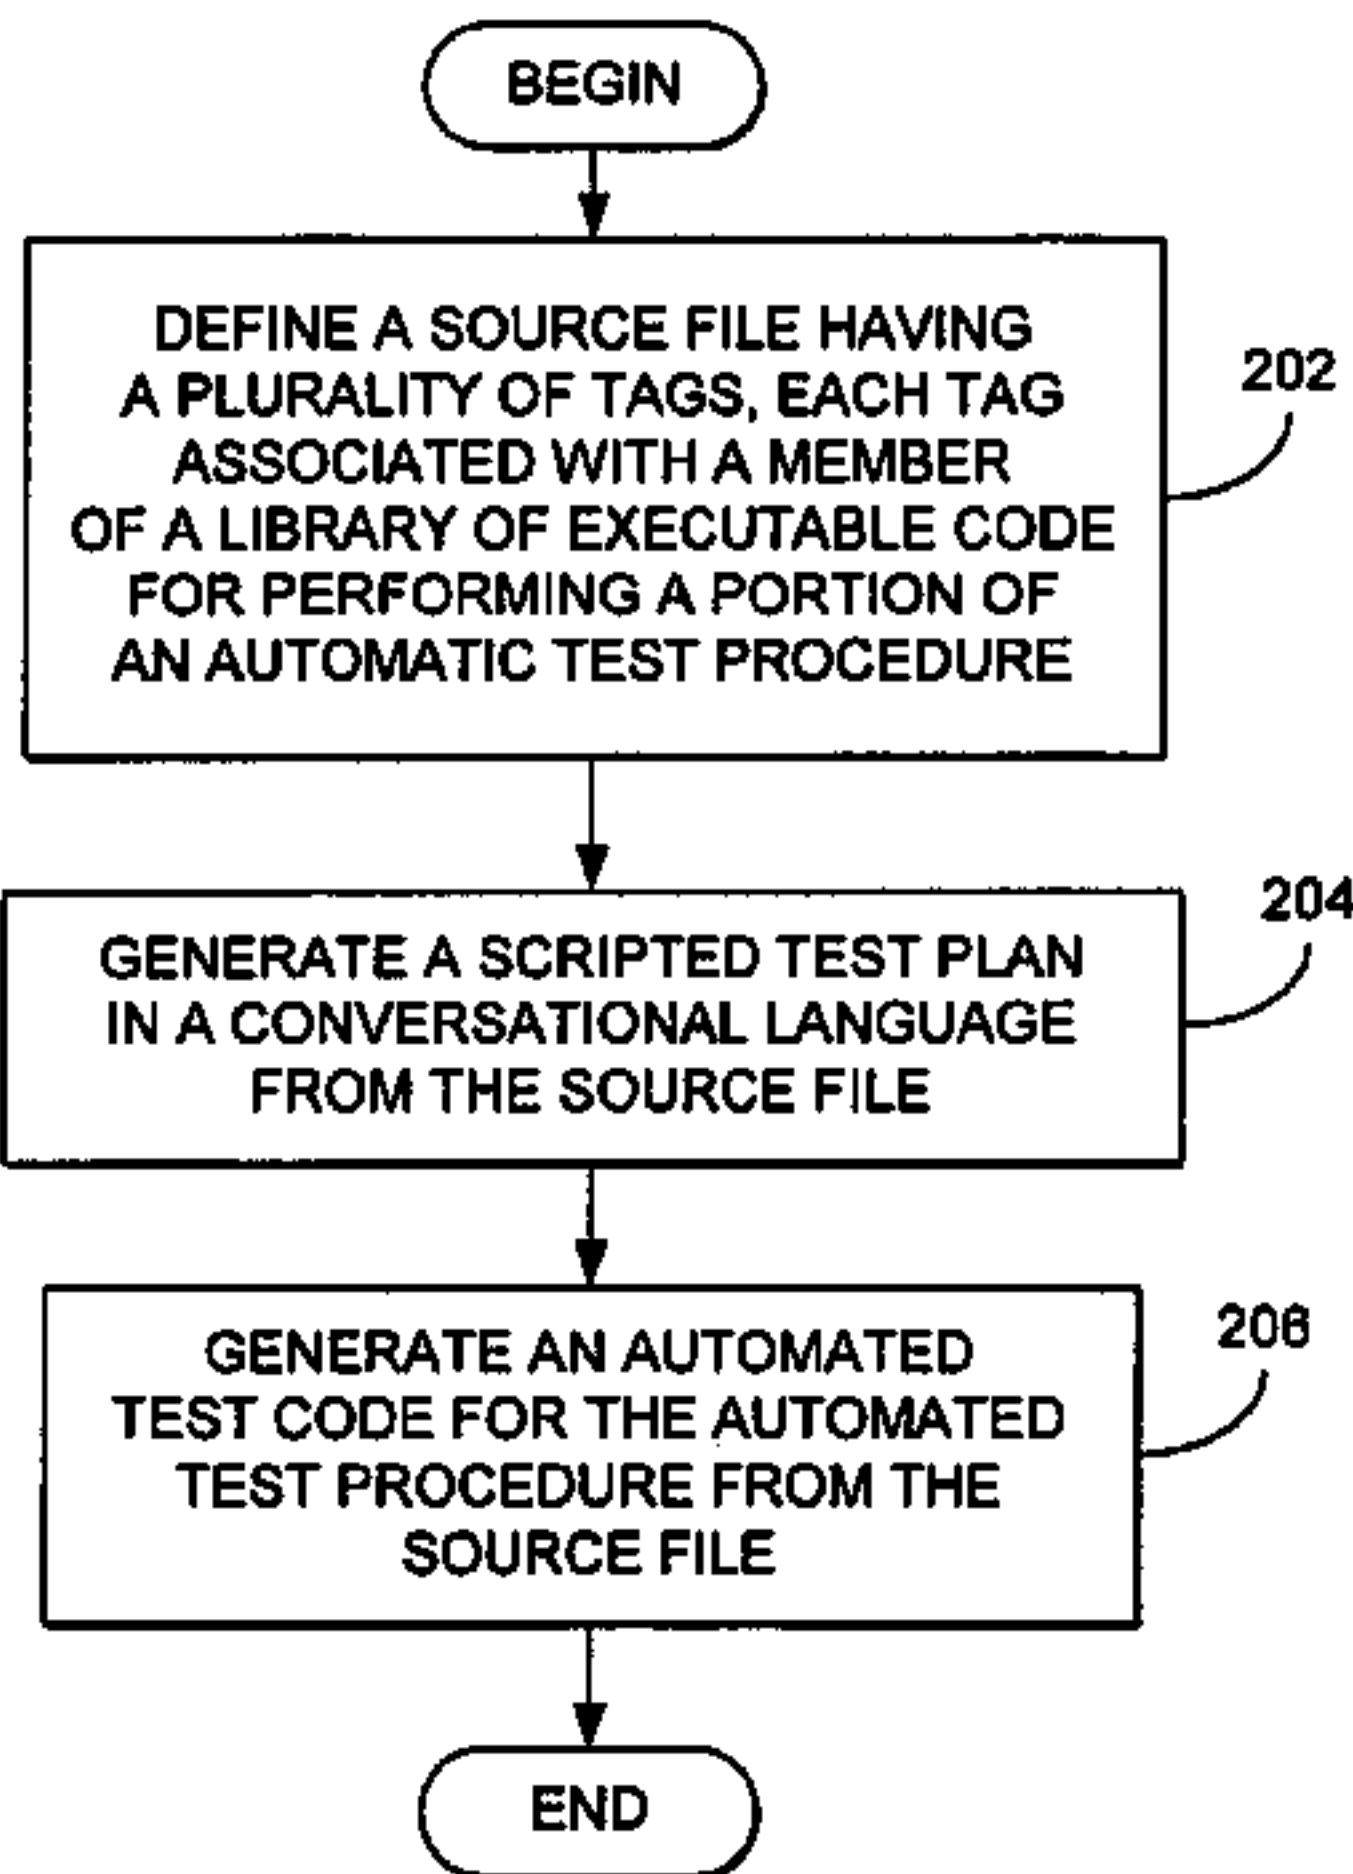 BEGIN
DEFINE A SOURCE FILE HAVING
A PLURALITY OF TAGS, EACH TAG
ASSOCIATED WITH A MEMBER
OF A LIBRARY OF EXECUTABLE CODE
FOR PERFORMING A PORTION OF
AN AUTOMATIC TEST PROCEDURE
202
GENERATE A SCRIPTED TEST PLAN
IN A CONVERSATIONAL LANGUAGE
FROM THE SOURCE FILE
204
GENERATE AN AUTOMATED
TEST CODE FOR THE AUTOMATED
TEST PROCEDURE FROM THE
SOURCE FILE
206
END